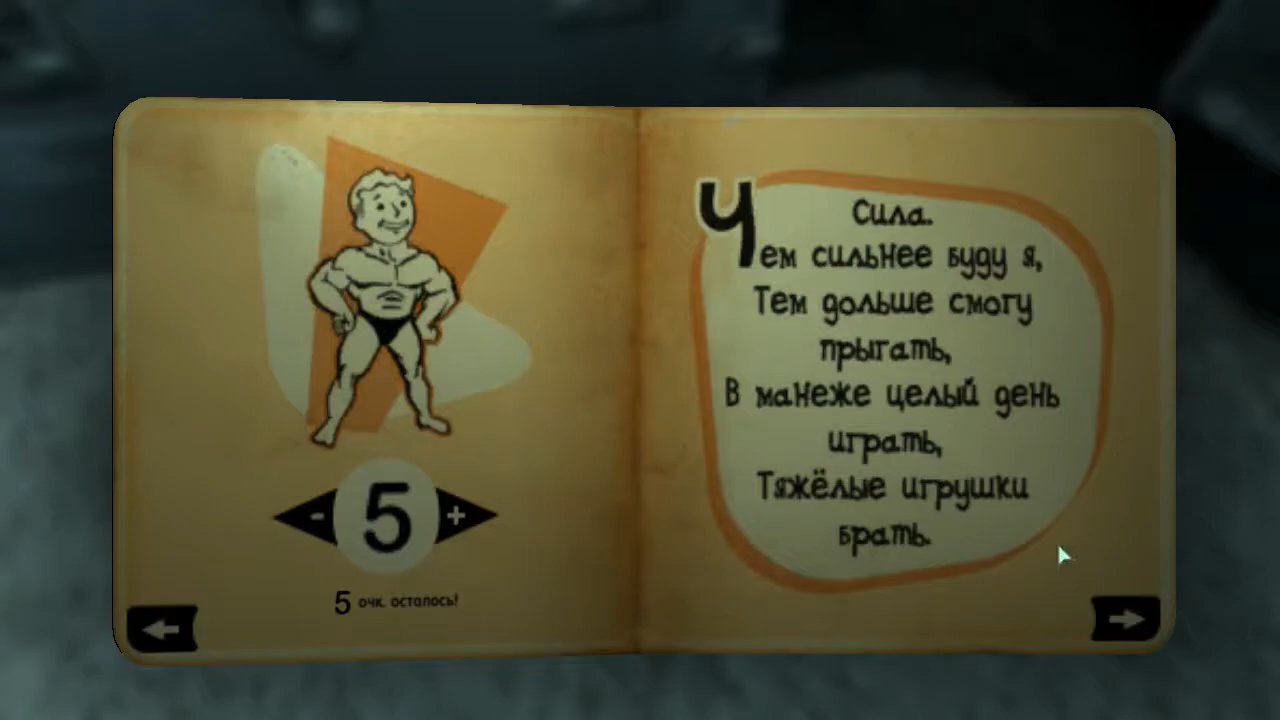 Сила.
Чем сильнее буду я,
Тем дольше смогу
прыгать,
В манеже целый день
играть,
Тяжёлые игрушки
брать.
- 5 +
5 очк. осталось!